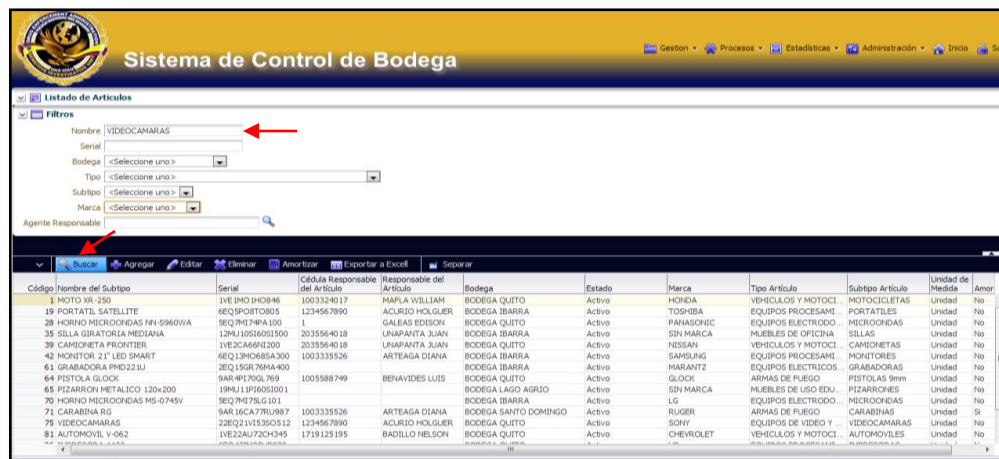 Sistema de Control de Bodega
Gestion Procesos Estadísticas Administración Inicio
Listado de Articulos
Filtros
Nombre VIDEOCAMARAS
Serial
Bodega <Seleccione uno>
Tipo <Seleccione uno>
Subtipo <Seleccione uno>
Marca <Seleccione uno>
Agente Responsable
Buscar Agregar Editar Eliminar Amortizar Exportar a Excell Separar
Código Nombre del Subtipo Serial Cédula Responsable del Artículo Responsable del Artículo Bodega Estado Marca Tipo Artículo Subtipo Artículo Unidad de Medida Amor
1 MOTO XR-250 1VE1MO1HO846 1003324017 MAFLA WILLIAM BODEGA QUITO Activo HONDA VEHICULOS Y MOTOCI... MOTOCICLETAS Unidad No
19 PORTATIL SATELLITE 6EQ5PO8TO805 1234567890 ACURIO HOLGUER BODEGA IBARRA Activo TOSHIBA EQUIPOS PROCESAMI... PORTATILES Unidad No
28 HORNO MICROONDAS NN-5960WA 5EQ7MI74PA100 1 GALEAS EDISON BODEGA QUITO Activo PANASONIC EQUIPOS ELECTRODO... MICROONDAS Unidad No
35 SILLA GIRATORIA MEDIANA 12MU10SI60SI500 2035564018 UNAPANTA JUAN BODEGA IBARRA Activo SIN MARCA MUEBLES DE OFICINA SILLAS Unidad No
39 CAMIONETA FRONTIER 1VE2CA66NI200 2035564018 UNAPANTA JUAN BODEGA QUITO Activo NISSAN VEHICULOS Y MOTOCI... CAMIONETAS Unidad No
42 MONITOR 21" LED SMART 6EQ13MO68SA300 1003335526 ARTEAGA DIANA BODEGA IBARRA Activo SAMSUNG EQUIPOS PROCESAMI... MONITORES Unidad No
61 GRABADORA PMD221U 2EQ15GR76MA400 BODEGA IBARRA Activo MARANTZ EQUIPOS ELECTRICOS... GRABADORAS Unidad No
64 PISTOLA GLOCK 9AR4PI70GL769 1005588749 BENAVIDES LUIS BODEGA QUITO Activo GLOCK ARMAS DE FUEGO PISTOLAS 9mm Unidad No
65 PIZARRON METALICO 120x200 19MU11PI60SI001 BODEGA LAGO AGRIO Activo SIN MARCA MUEBLES DE USO EDU... PIZARRONES Unidad No
70 HORNO MICROONDAS MS-0745V 5EQ7MI75LG101 BODEGA IBARRA Activo LG EQUIPOS ELECTRODO... MICROONDAS Unidad No
71 CARABINA RG 9AR16CA77RU987 1003335526 ARTEAGA DIANA BODEGA SANTO DOMINGO Activo RUGER ARMAS DE FUEGO CARABINAS Unidad Si
75 VIDEOCAMARAS 22EQ21VI53SO512 1234567890 ACURIO HOLGUER BODEGA IBARRA Activo SONY EQUIPOS DE VIDEO Y ... VIDEOCAMARAS Unidad No
81 AUTOMOVIL V-062 1VE22AU72CH345 1719125195 BADILLO NELSON BODEGA QUITO Activo CHEVROLET VEHICULOS Y MOTOCI... AUTOMOVILES Unidad No